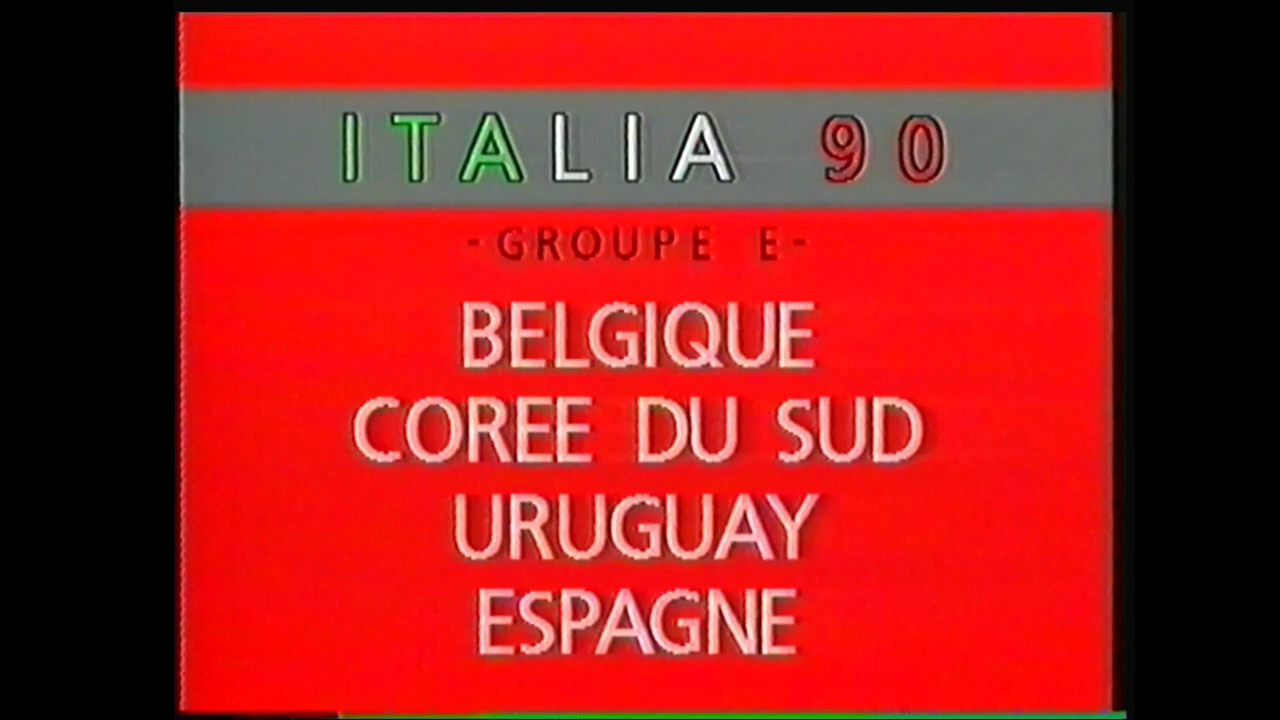 ITALIA 90
-GROUPE E-
BELGIQUE
COREE DU SUD
URUGUAY
ESPAGNE